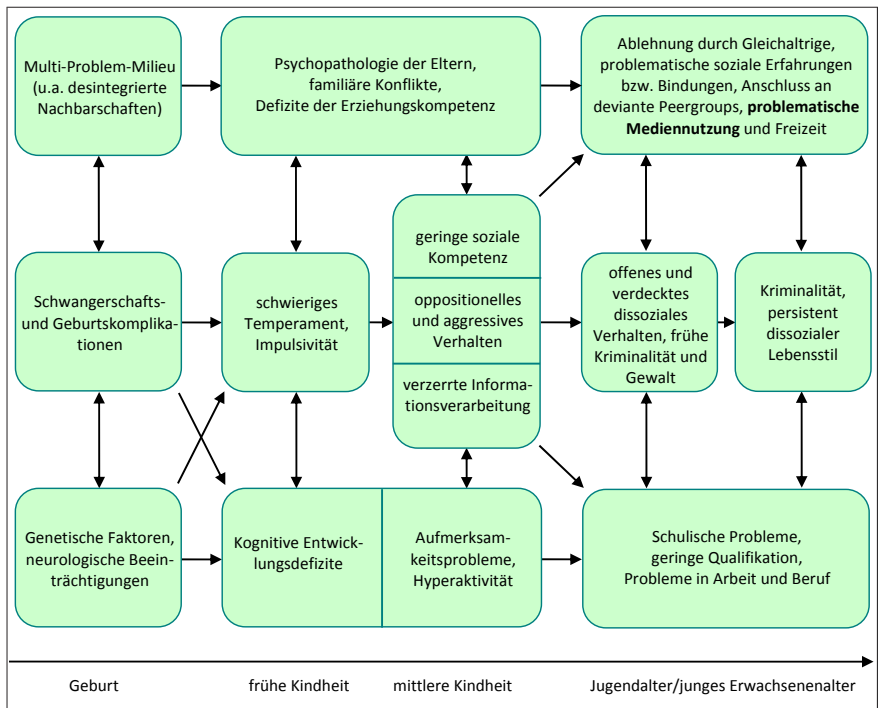 Multi-Problem-Milieu
(u.a. desintegrierte
Nachbarschaften)
Psychopathologie der Eltern,
familiäre Konflikte,
Defizite der Erziehungskompetenz
Ablehnung durch Gleichaltrige,
problematische soziale Erfahrungen
bzw. Bindungen, Anschluss an
deviante Peergroups, problematische
Mediennutzung und Freizeit
Schwangerschafts-
und Geburtskomplika-
tionen
schwieriges
Temperament,
Impulsivität
geringe soziale
Kompetenz
oppositionelles
und aggressives
Verhalten
verzerrte Informa-
tionsverarbeitung
offenes und
verdecktes
dissoziales
Verhalten, frühe
Kriminalität und
Gewalt
Kriminalität,
persistent
dissozialer
Lebensstil
Genetische Faktoren,
neurologische Beein-
trächtigungen
Kognitive Entwick-
lungsdefizite
Aufmerksam-
keitsprobleme,
Hyperaktivität
Schulische Probleme,
geringe Qualifikation,
Probleme in Arbeit und Beruf
Geburt
frühe Kindheit
mittlere Kindheit
Jugendalter/junges Erwachsenenalter